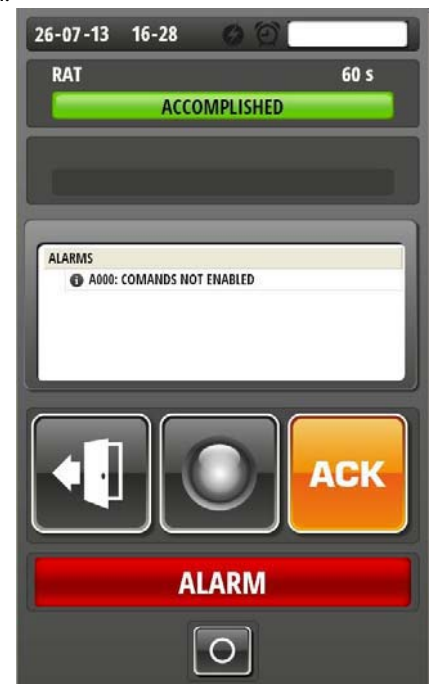 26-07-13 16-28
RAT 60 s
ACCOMPLISHED
ALARMS
A000: COMANDS NOT ENABLED
ACK
ALARM